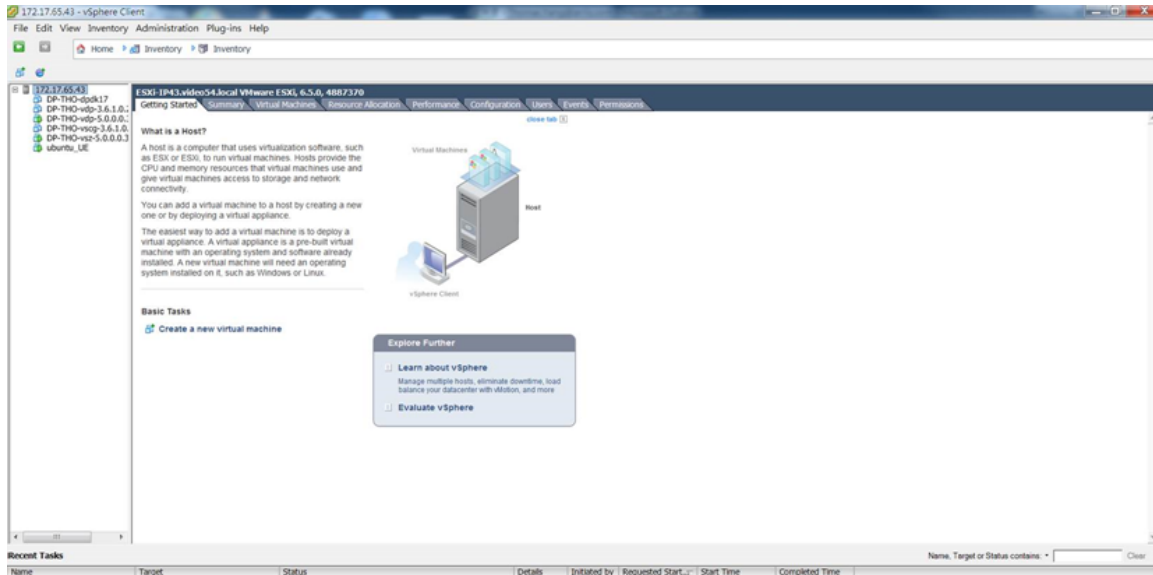 172.17.65.43 - vSphere Client
File Edit View Inventory Administration Plug-ins Help
Home Inventory Inventory
172.17.65.43
DP-THO-dpdk17
DP-THO-vdp-3.6.1.0.
DP-THO-vdp-5.0.0.0.
DP-THO-vscg-3.6.1.0.
DP-THO-vsz-5.0.0.0.3
ubuntu_UE
ESXi-IP43.video54.local VMware ESXi, 6.5.0, 4887370
Getting Started Summary Virtual Machines Resource Allocation Performance Configuration Users Events Permissions
close tab
What is a Host?
A host is a computer that uses virtualization software, such
as ESX or ESXi, to run virtual machines. Hosts provide the
CPU and memory resources that virtual machines use and
give virtual machines access to storage and network
connectivity.
You can add a virtual machine to a host by creating a new
one or by deploying a virtual appliance.
The easiest way to add a virtual machine is to deploy a
virtual appliance. A virtual appliance is a pre-built virtual
machine with an operating system and software already
installed. A new virtual machine will need an operating
system installed on it, such as Windows or Linux.
Basic Tasks
Create a new virtual machine
Virtual Machines
Host
vSphere Client
Explore Further
Learn about vSphere
Manage multiple hosts, eliminate downtime, load
balance your datacenter with vMotion, and more
Evaluate vSphere
Recent Tasks
Name, Target or Status contains:
Clear
Name Target Status Details Initiated by Requested Start... Start Time Completed Time